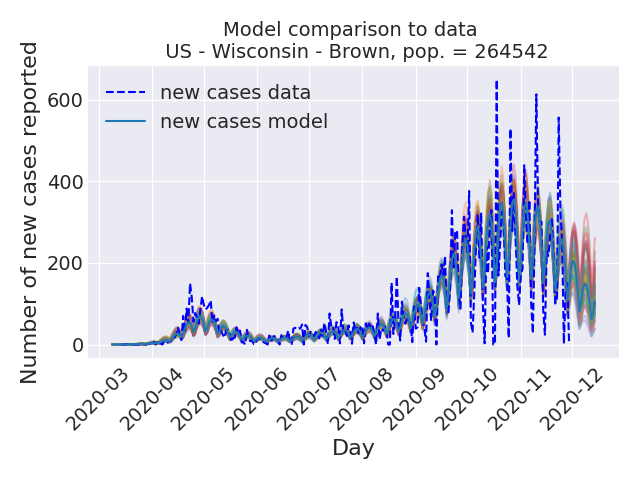 Model comparison to data
US - Wisconsin - Brown, pop. = 264542
Number of new cases reported
600
400
200
0
new cases data
new cases model
2020-03
2020-04
2020-05
2020-06
2020-07
2020-08
2020-09
2020-10
2020-11
2020-12
Day